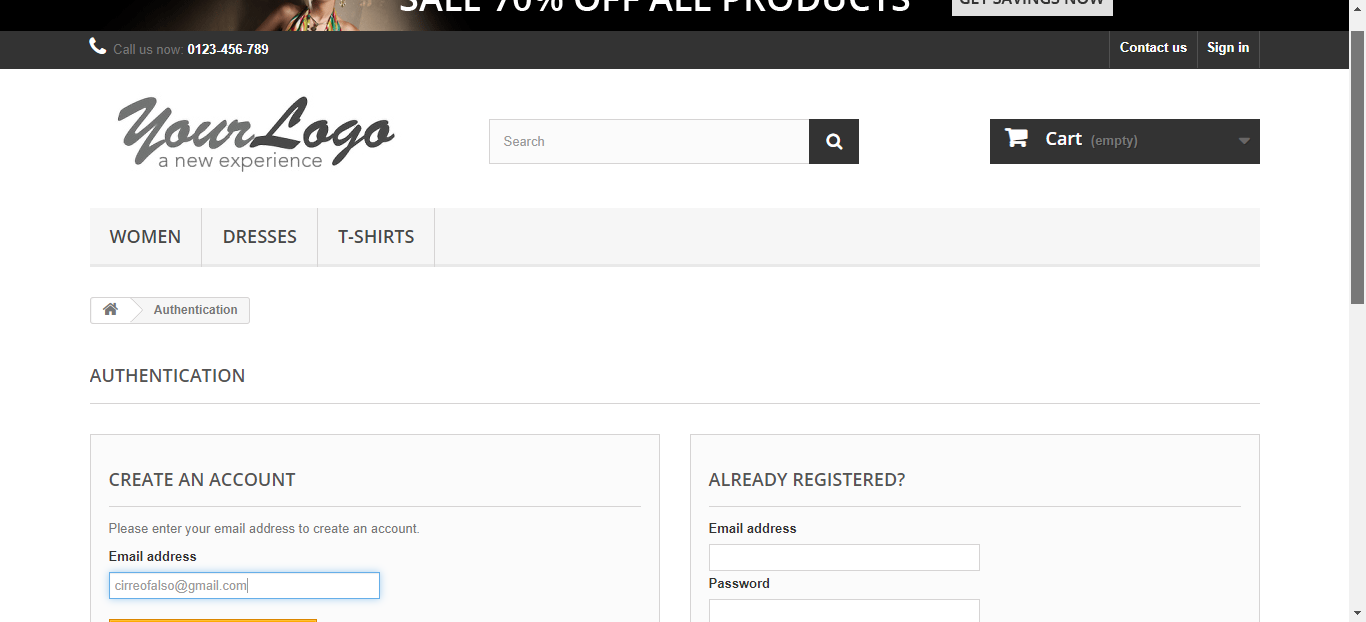 SALE 70% OFF ALL PRODUCTS
GET SAVINGS NOW
Call us now: 0123-456-789
Contact us
Sign in
YourLogo
a new experience
Search
Cart (empty)
WOMEN
DRESSES
T-SHIRTS
Authentication
AUTHENTICATION
CREATE AN ACCOUNT
Please enter your email address to create an account.
Email address
cirreofalso@gmail.com
ALREADY REGISTERED?
Email address
Password